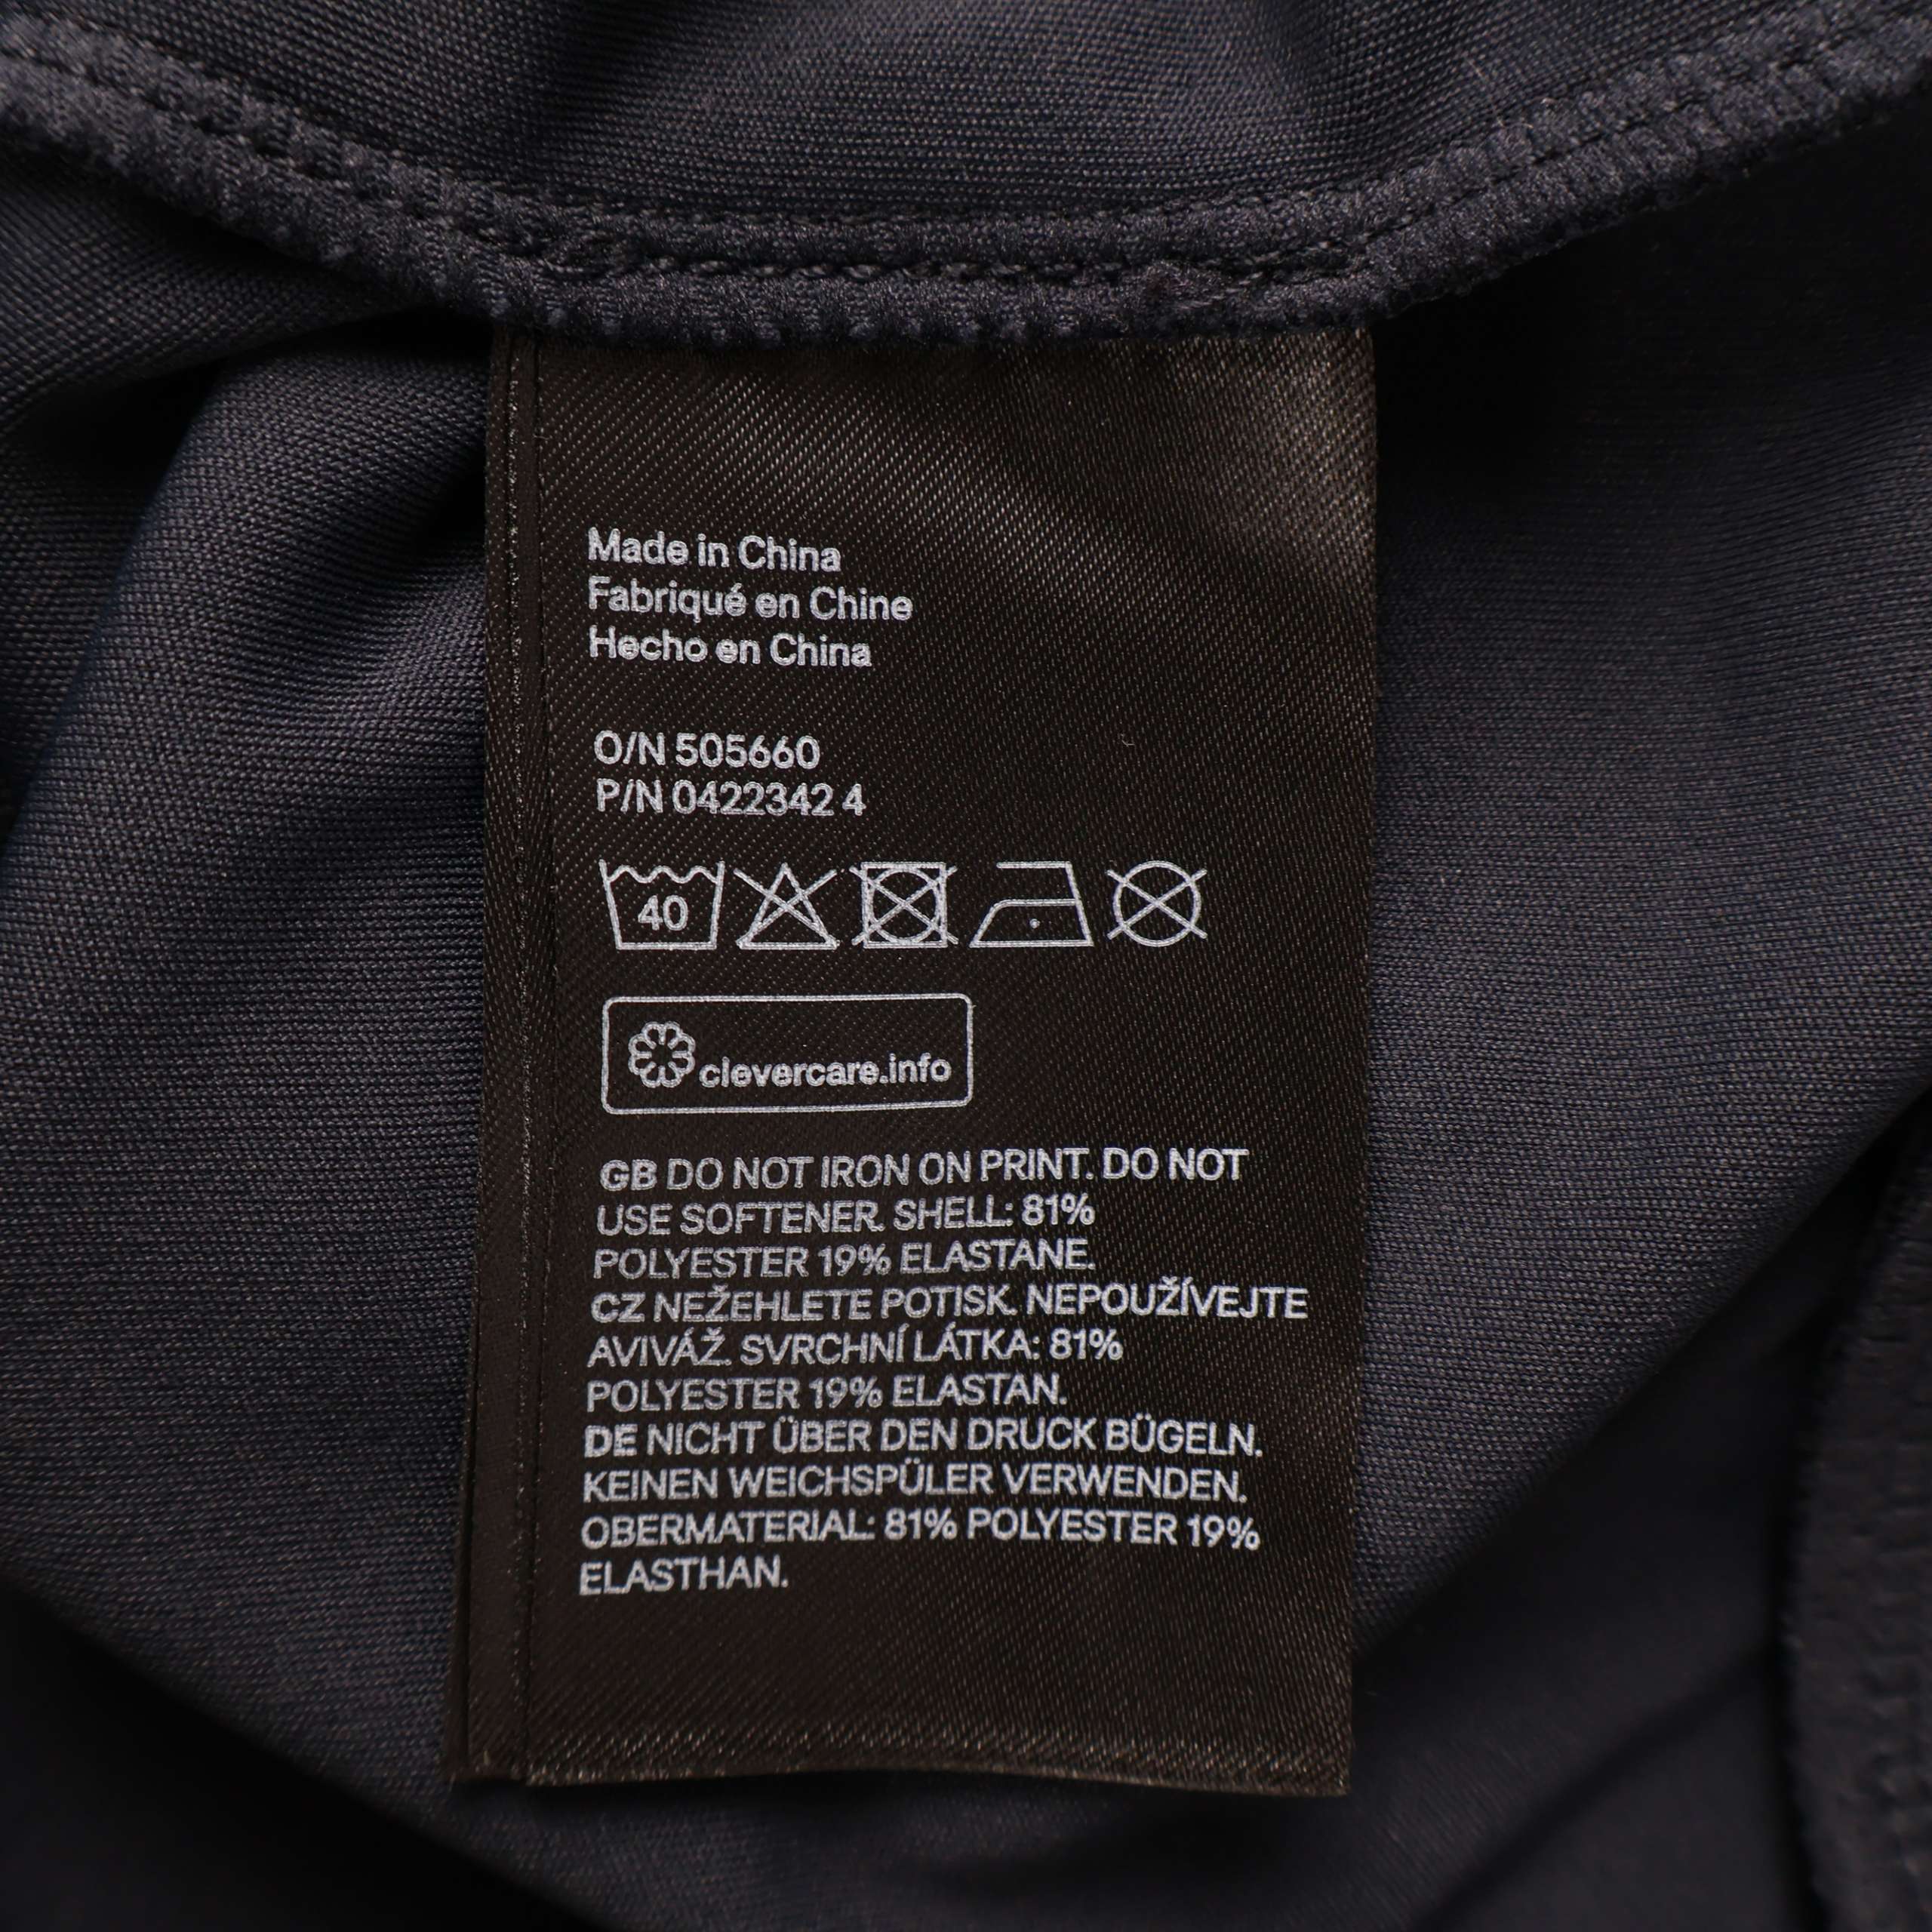 Made in China
Fabriqué en Chine
Hecho en China
O/N 505660
P/N 0422342 4
40
clevercare.info
GB DO NOT IRON ON PRINT. DO NOT
USE SOFTENER. SHELL: 81%
POLYESTER 19% ELASTANE.
CZ NEŽEHLETE POTISK. NEPOUŽÍVEJTE
AVIVÁŽ. SVRCHNÍ LÁTKA: 81%
POLYESTER 19% ELASTAN.
DE NICHT ÜBER DEN DRUCK BÜGELN.
KEINEN WEICHSPÜLER VERWENDEN.
OBERMATERIAL: 81% POLYESTER 19%
ELASTHAN.